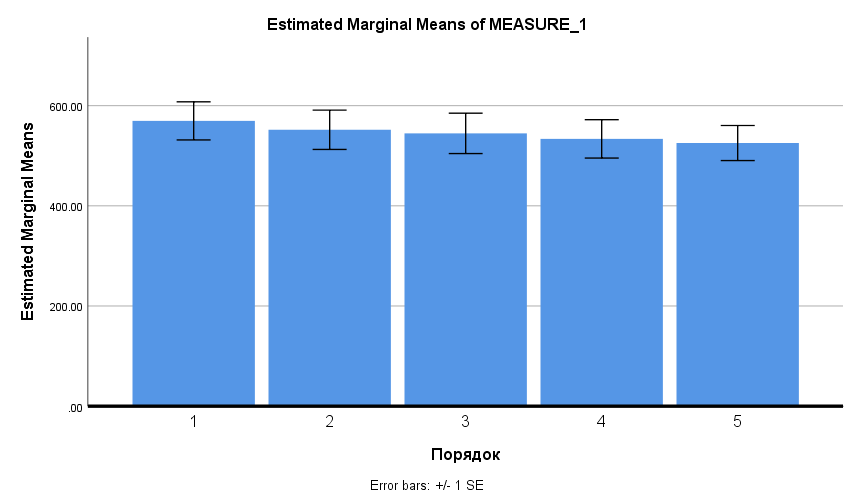 Estimated Marginal Means of MEASURE_1
Estimated Marginal Means
600.00
400.00
200.00
.00
1 2 3 4 5
Порядок
Error bars: +/- 1 SE